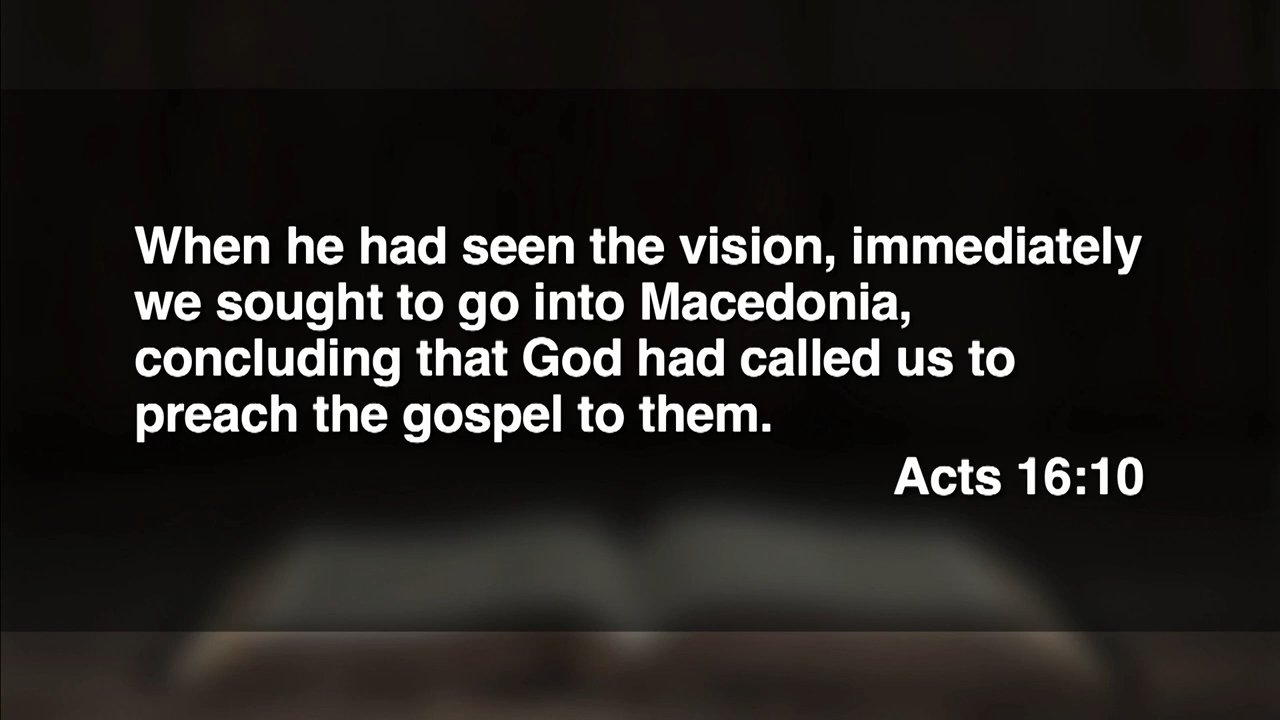 When he had seen the vision, immediately
we sought to go into Macedonia,
concluding that God had called us to
preach the gospel to them.
Acts 16:10